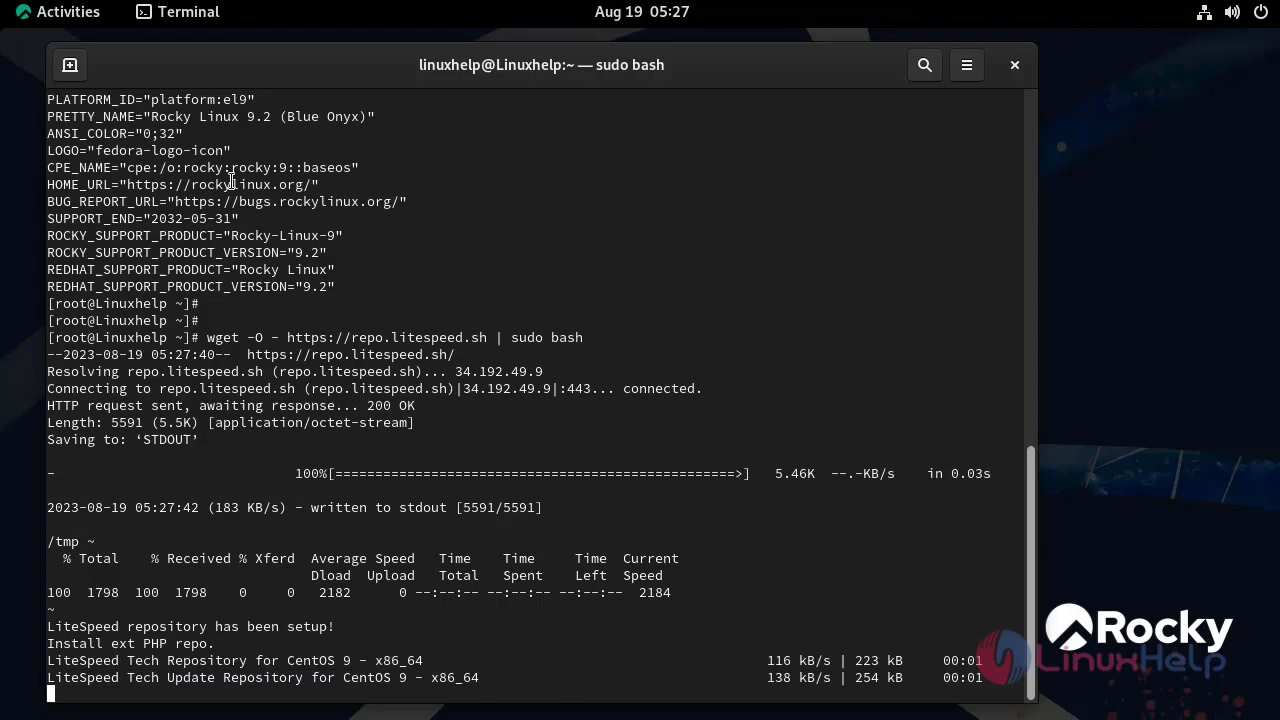 Activities Terminal Aug 19 05:27
linuxhelp@Linuxhelp:~ — sudo bash
PLATFORM_ID="platform:el9"
PRETTY_NAME="Rocky Linux 9.2 (Blue Onyx)"
ANSI_COLOR="0;32"
LOGO="fedora-logo-icon"
CPE_NAME="cpe:/o:rocky:rocky:9::baseos"
HOME_URL="https://rockylinux.org/"
BUG_REPORT_URL="https://bugs.rockylinux.org/"
SUPPORT_END="2032-05-31"
ROCKY_SUPPORT_PRODUCT="Rocky-Linux-9"
ROCKY_SUPPORT_PRODUCT_VERSION="9.2"
REDHAT_SUPPORT_PRODUCT="Rocky Linux"
REDHAT_SUPPORT_PRODUCT_VERSION="9.2"
[root@Linuxhelp ~]#
[root@Linuxhelp ~]#
[root@Linuxhelp ~]# wget -O - https://repo.litespeed.sh | sudo bash
--2023-08-19 05:27:40--  https://repo.litespeed.sh/
Resolving repo.litespeed.sh (repo.litespeed.sh)... 34.192.49.9
Connecting to repo.litespeed.sh (repo.litespeed.sh)|34.192.49.9|:443... connected.
HTTP request sent, awaiting response... 200 OK
Length: 5591 (5.5K) [application/octet-stream]
Saving to: ‘STDOUT’
-                              100%[==================================================>]   5.46K  --.-KB/s    in 0.03s
2023-08-19 05:27:42 (183 KB/s) - written to stdout [5591/5591]
/tmp ~
  % Total    % Received % Xferd  Average Speed   Time    Time     Time  Current
                                 Dload  Upload   Total   Spent    Left  Speed
100  1798  100  1798    0     0   2182      0 --:--:-- --:--:-- --:--:--  2184
~
LiteSpeed repository has been setup!
Install ext PHP repo.
LiteSpeed Tech Repository for CentOS 9 - x86_64                                           116 kB/s | 223 kB     00:01
LiteSpeed Tech Update Repository for CentOS 9 - x86_64                                    138 kB/s | 254 kB     00:01
Rocky
LinuxHelp